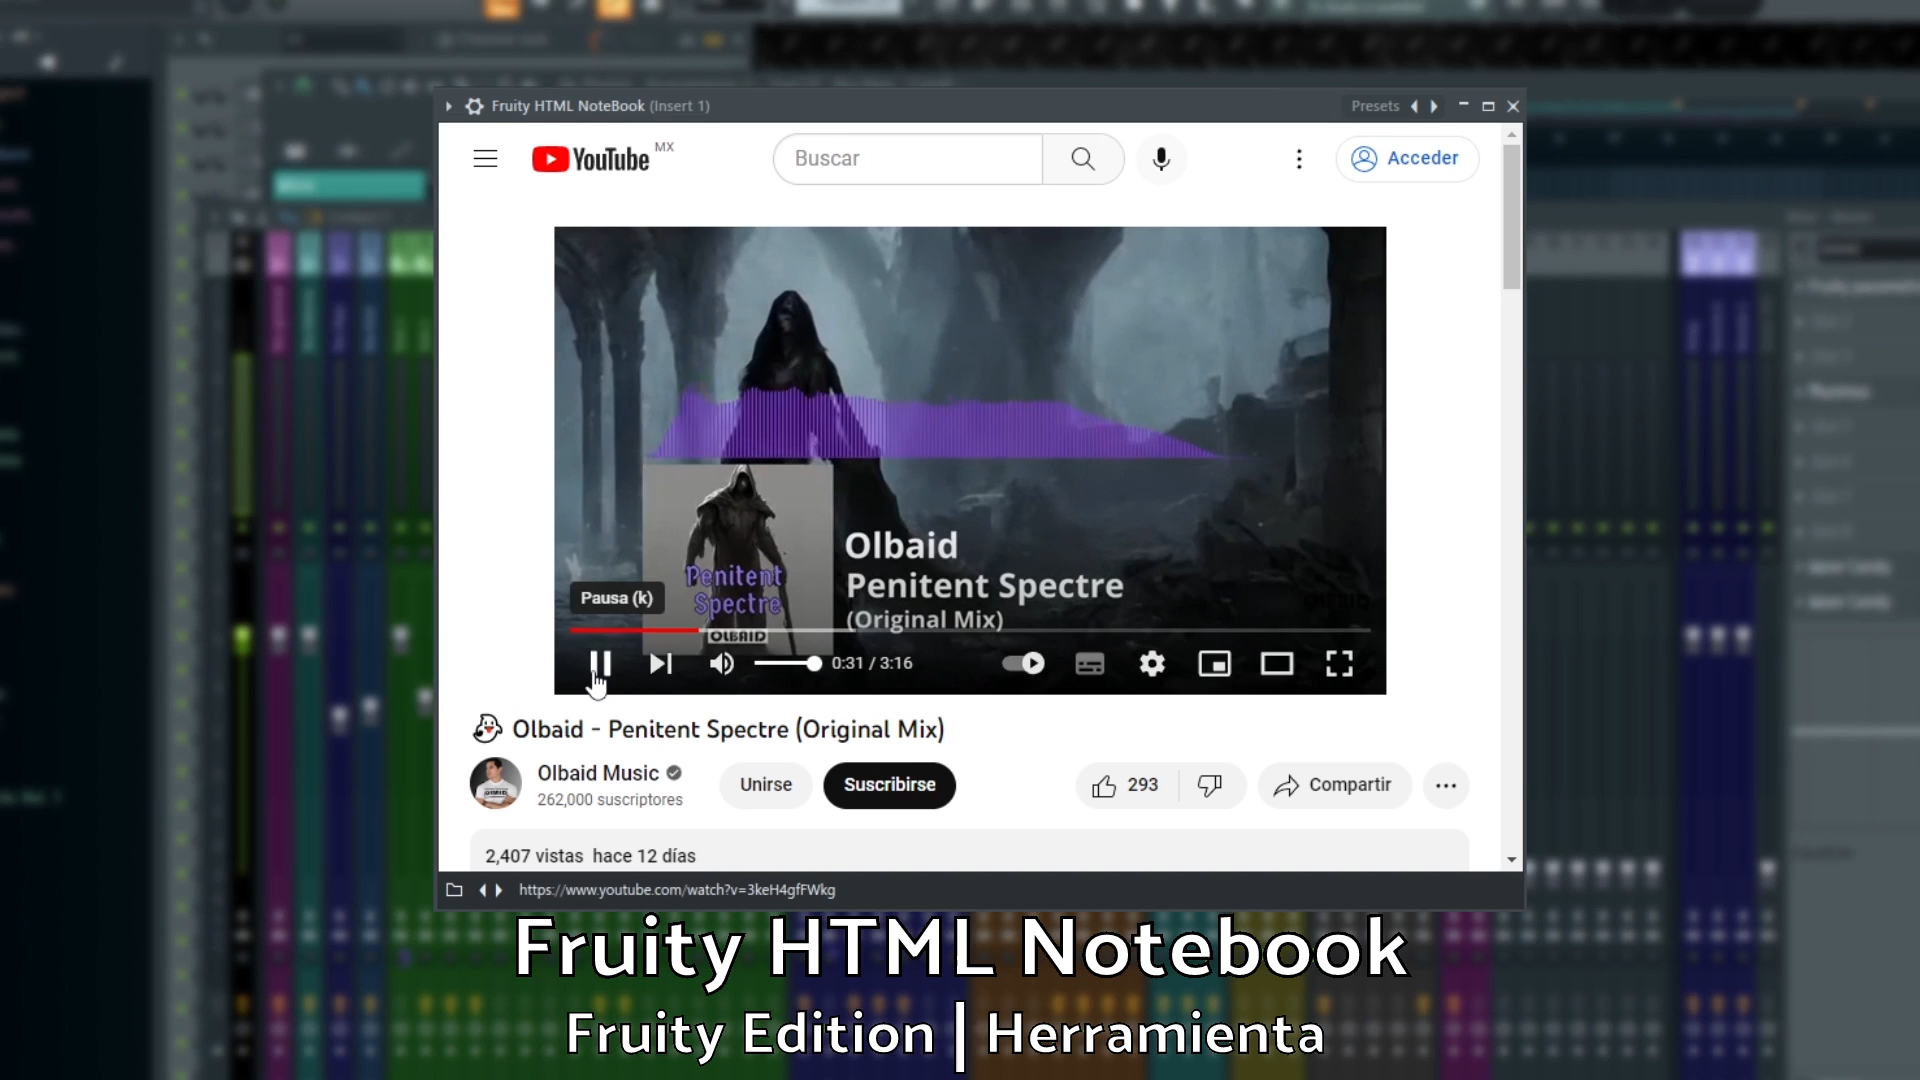 Fruity HTML NoteBook (Insert 1)
Presets
YouTube MX
Buscar
Acceder
Penitent
Spectre
OLBAID
Olbaid
Penitent Spectre
(Original Mix)
Pausa (k)
0:31 / 3:16
Olbaid - Penitent Spectre (Original Mix)
Olbaid Music
262,000 suscriptores
Unirse
Suscribirse
293
Compartir
2,407 vistas hace 12 días
https://www.youtube.com/watch?v=3keH4gfFWkg
Fruity HTML Notebook
Fruity Edition | Herramienta